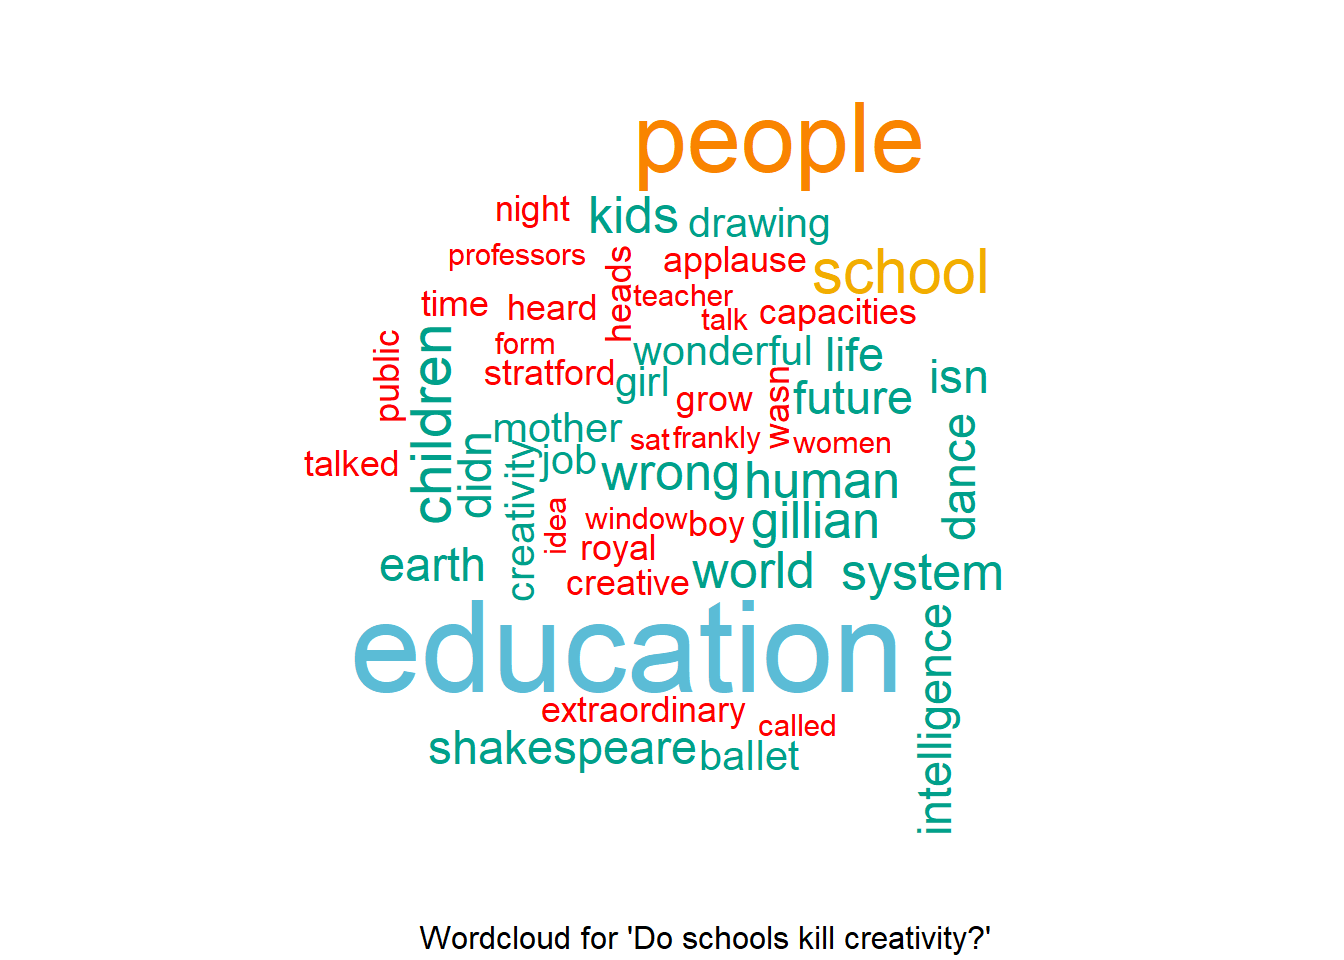 people
night
kids
drawing
professors
heads
applause
school
time
heard
teacher
talk
capacities
public
children
form
wonderful
life
stratford
girl
grow
wasn
future
isn
mother
sat
frankly
women
dance
talked
didn
creativity
job
wrong
human
idea
window
boy
gillian
royal
earth
creative
world
system
education
intelligence
extraordinary
called
shakespeare
ballet
Wordcloud for 'Do schools kill creativity?'